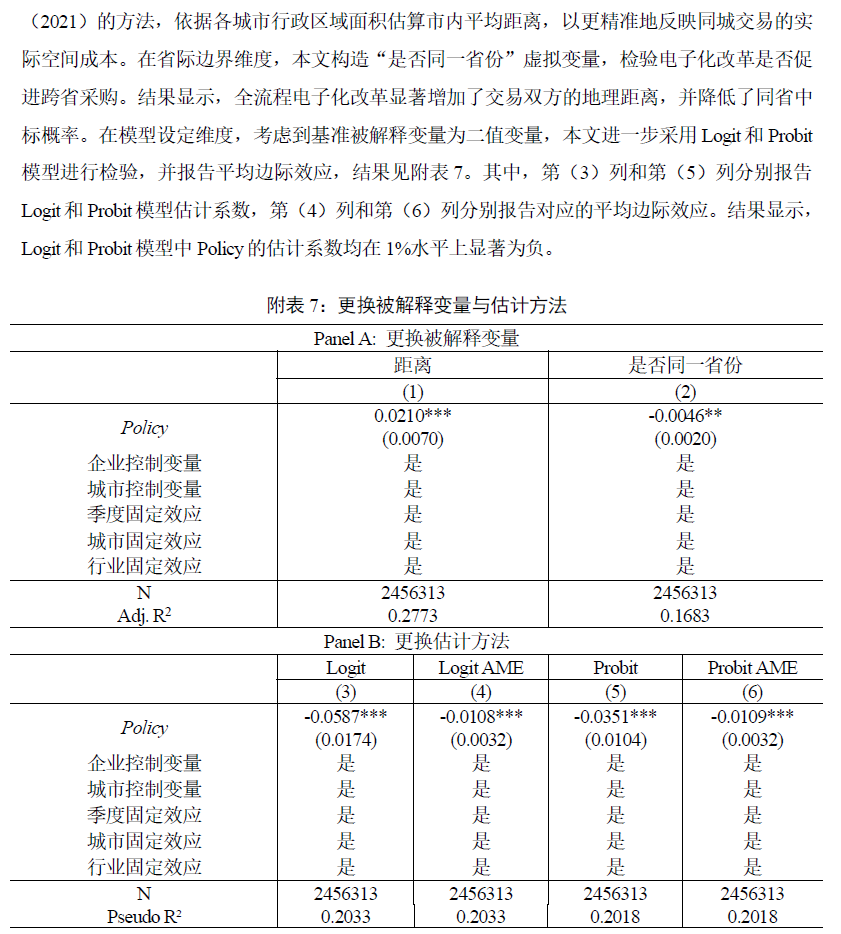 （2021）的方法，依据各城市行政区域面积估算市内平均距离，以更精准地反映同城交易的实
际空间成本。在省际边界维度，本文构造“是否同一省份”虚拟变量，检验电子化改革是否促
进跨省采购。结果显示，全流程电子化改革显著增加了交易双方的地理距离，并降低了同省中
标概率。在模型设定维度，考虑到基准被解释变量为二值变量，本文进一步采用 Logit 和 Probit
模型进行检验，并报告平均边际效应，结果见附表 7。其中，第（3）列和第（5）列分别报告
Logit 和 Probit 模型估计系数，第（4）列和第（6）列分别报告对应的平均边际效应。结果显示，
Logit 和 Probit 模型中 Policy 的估计系数均在 1%水平上显著为负。
附表 7：更换被解释变量与估计方法
Panel A: 更换被解释变量
距离 是否同一省份
(1) (2)
Policy 0.0210*** -0.0046**
(0.0070) (0.0020)
企业控制变量 是 是
城市控制变量 是 是
季度固定效应 是 是
城市固定效应 是 是
行业固定效应 是 是
N 2456313 2456313
Adj. R² 0.2773 0.1683
Panel B: 更换估计方法
Logit Logit AME Probit Probit AME
(3) (4) (5) (6)
Policy -0.0587*** -0.0108*** -0.0351*** -0.0109***
(0.0174) (0.0032) (0.0104) (0.0032)
企业控制变量 是 是 是 是
城市控制变量 是 是 是 是
季度固定效应 是 是 是 是
城市固定效应 是 是 是 是
行业固定效应 是 是 是 是
N 2456313 2456313 2456313 2456313
Pseudo R² 0.2033 0.2033 0.2018 0.2018